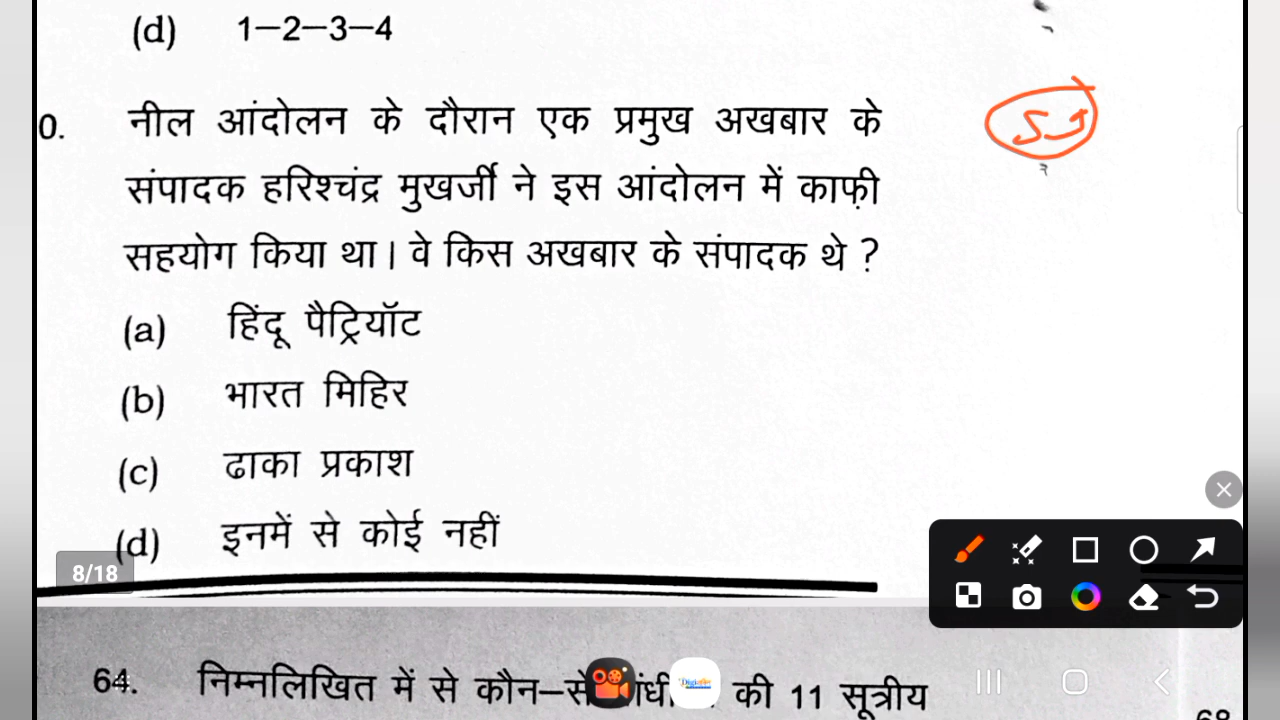 (d) 1–2–3–4
0. नील आंदोलन के दौरान एक प्रमुख अखबार के
संपादक हरिश्चंद्र मुखर्जी ने इस आंदोलन में काफ़ी
सहयोग किया था। वे किस अखबार के संपादक थे ?
(a) हिंदू पैट्रियॉट
(b) भारत मिहिर
(c) ढाका प्रकाश
(d) इनमें से कोई नहीं
8/18
64. निम्नलिखित में से कौन–से की 11 सूत्रीय